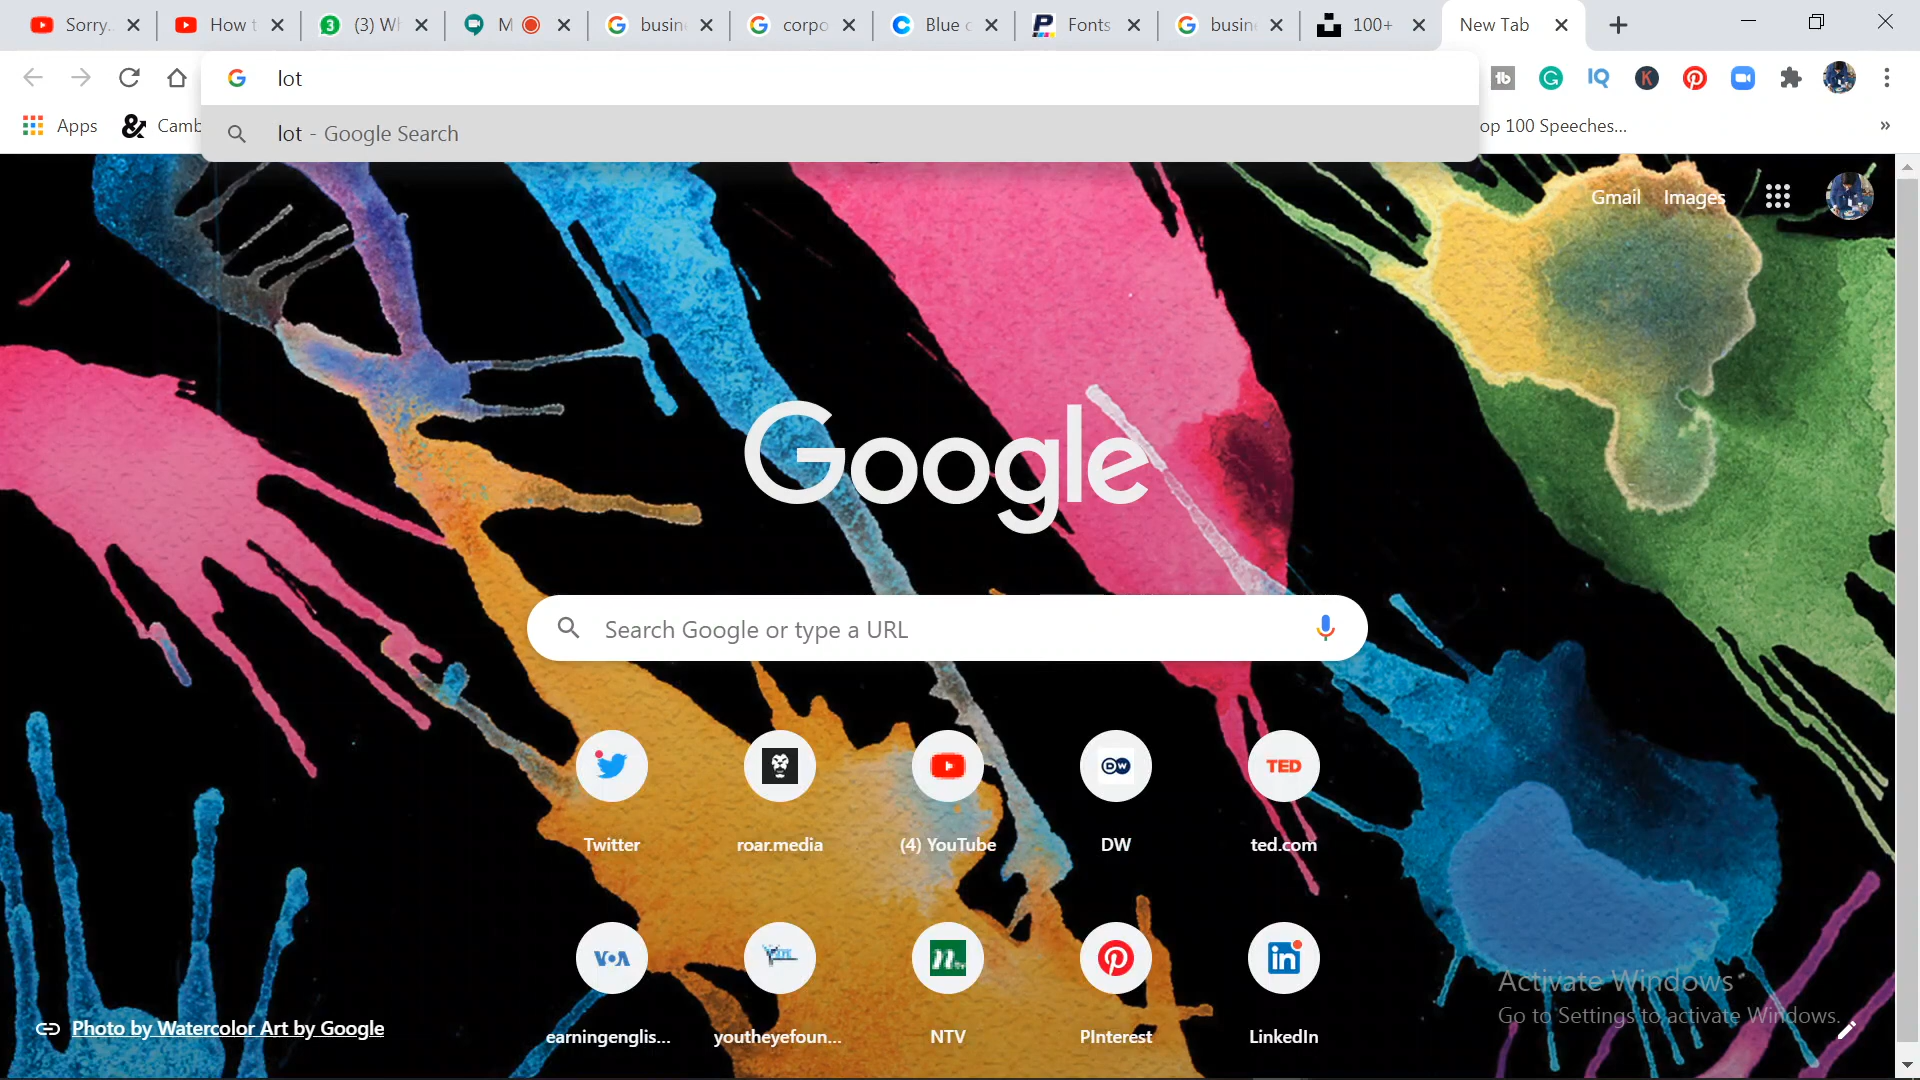 Sorry.
How t
(3) Wh
M
busin
corpo
Blue c
Fonts
busin
100+
New Tab
lot
Apps
Camb
lot - Google Search
op 100 Speeches...
»
Gmail
Images
Google
Search Google or type a URL
Twitter
roar.media
(4) YouTube
DW
ted.com
earningenglis...
youtheyefoun...
NTV
PInterest
LinkedIn
Photo by Watercolor Art by Google
Activate Windows
Go to Settings to activate Windows.